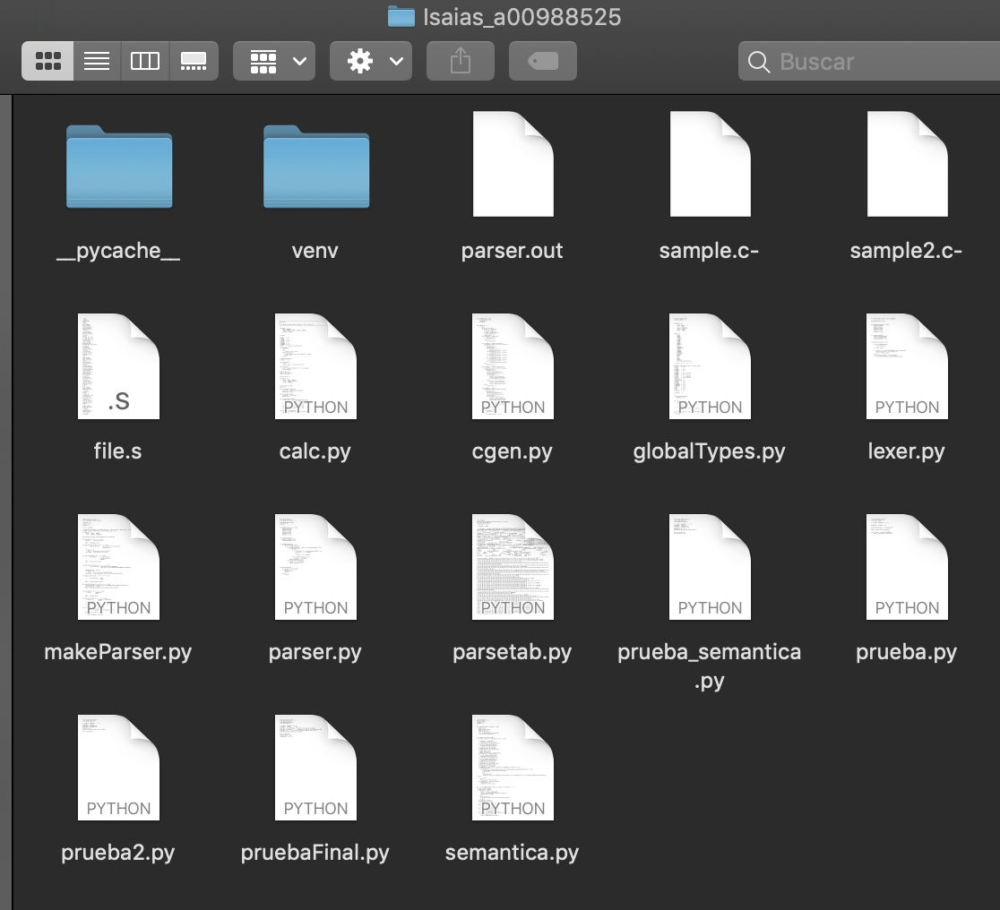 Isaias_a00988525
Buscar
__pycache__
venv
parser.out
sample.c-
sample2.c-
.S
PYTHON
PYTHON
PYTHON
PYTHON
file.s
calc.py
cgen.py
globalTypes.py
lexer.py
PYTHON
PYTHON
PYTHON
PYTHON
PYTHON
makeParser.py
parser.py
parsetab.py
prueba_semantica
.py
prueba.py
PYTHON
PYTHON
PYTHON
prueba2.py
pruebaFinal.py
semantica.py